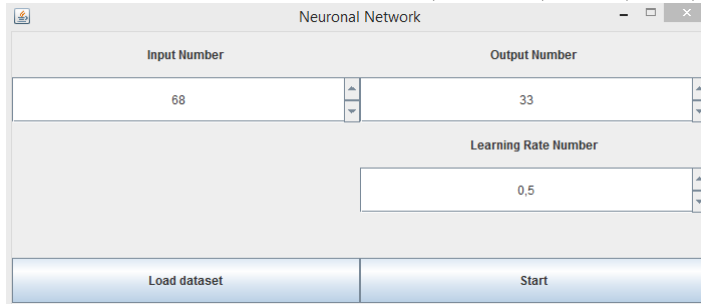 Neuronal Network
Input Number
Output Number
68
33
Learning Rate Number
0,5
Load dataset
Start